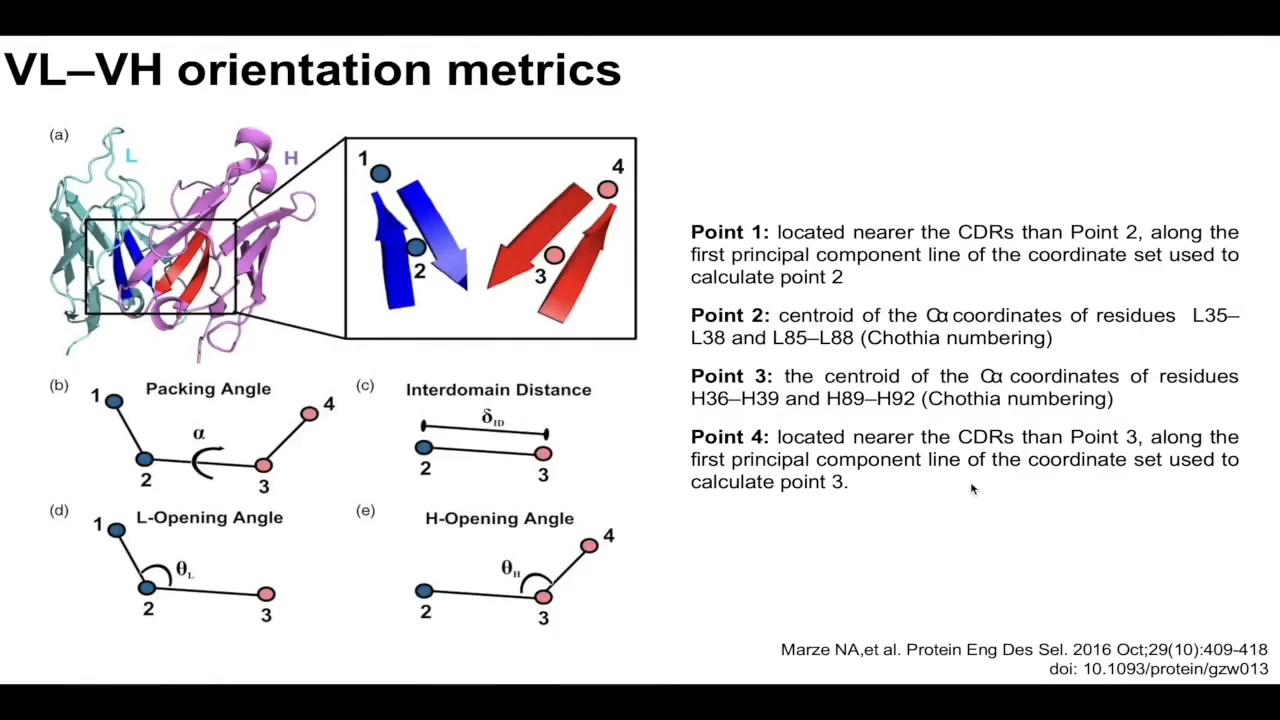 VL–VH orientation metrics
(a)
L
H
1
4
2
3
(b)
Packing Angle
1
4
α
2
3
(c)
Interdomain Distance
δID
2
3
(d)
L-Opening Angle
1
θL
2
3
(e)
H-Opening Angle
4
θH
2
3
Point 1: located nearer the CDRs than Point 2, along the
first principal component line of the coordinate set used to
calculate point 2
Point 2: centroid of the Cα coordinates of residues L35–
L38 and L85–L88 (Chothia numbering)
Point 3: the centroid of the Cα coordinates of residues
H36–H39 and H89–H92 (Chothia numbering)
Point 4: located nearer the CDRs than Point 3, along the
first principal component line of the coordinate set used to
calculate point 3.
Marze NA,et al. Protein Eng Des Sel. 2016 Oct;29(10):409-418
doi: 10.1093/protein/gzw013